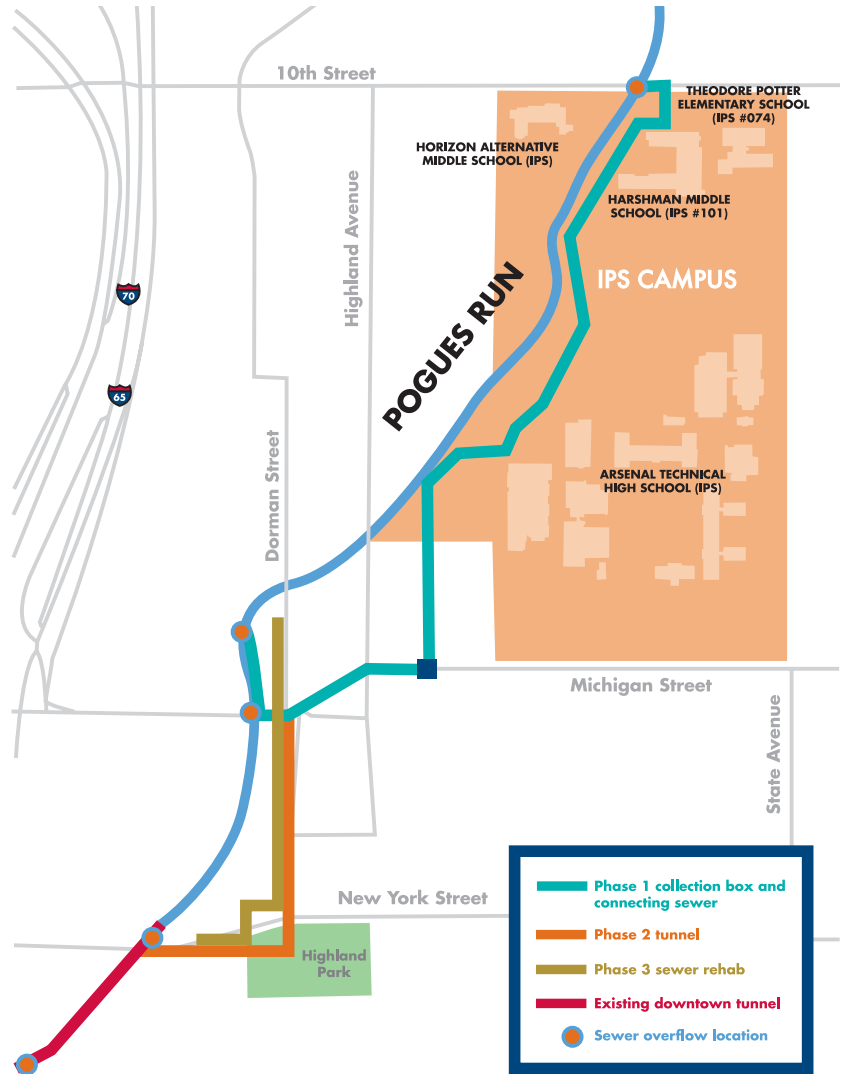 10th Street
THEODORE POTTER
ELEMENTARY SCHOOL
(IPS #074)
HORIZON ALTERNATIVE
MIDDLE SCHOOL (IPS)
HARSHMAN MIDDLE
SCHOOL (IPS #101)
Highland Avenue
IPS CAMPUS
70
POGUES RUN
65
Dorman Street
ARSENAL TECHNICAL
HIGH SCHOOL (IPS)
Michigan Street
State Avenue
New York Street
Highland
Park
Phase 1 collection box and
connecting sewer
Phase 2 tunnel
Phase 3 sewer rehab
Existing downtown tunnel
Sewer overflow location